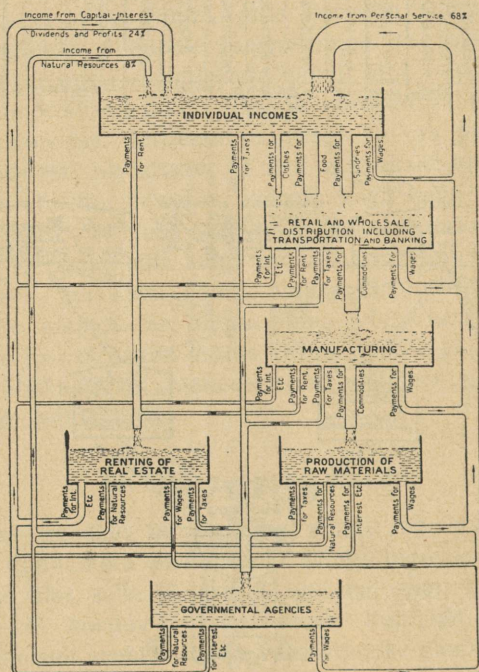 Income from Capital-Interest
Dividends and Profits 24%
Income from
Natural Resources 8%
Income from Personal Service 68%
INDIVIDUAL INCOMES
Payments
for Rent
Payments
for Taxes
Payments for
Clothes
Payments for
Food
Payments for
Sundries
Payments for
Wages
RETAIL AND WHOLESALE
DISTRIBUTION INCLUDING
TRANSPORTATION AND BANKING
Payments
for Int.
Etc
Payments
for Rent
Payments
for Taxes
Payments for
Commodities
Payments for
Wages
MANUFACTURING
Payments
for Int.
Etc
Payments
for Rent
Payments
for Taxes
Payments for
Commodities
Payments for
Wages
RENTING OF
REAL ESTATE
Payments
for Int.
Etc
Payments
for Natural
Resources
Payments
for Wages
Payments
for Taxes
PRODUCTION OF
RAW MATERIALS
Payments
for Taxes
Payments for
Natural Resources
Payments for
Interest Etc
Payments for
Wages
GOVERNMENTAL AGENCIES
Payments
for Natural
Resources
Payments
for Interest
Etc
Payments
for Wages